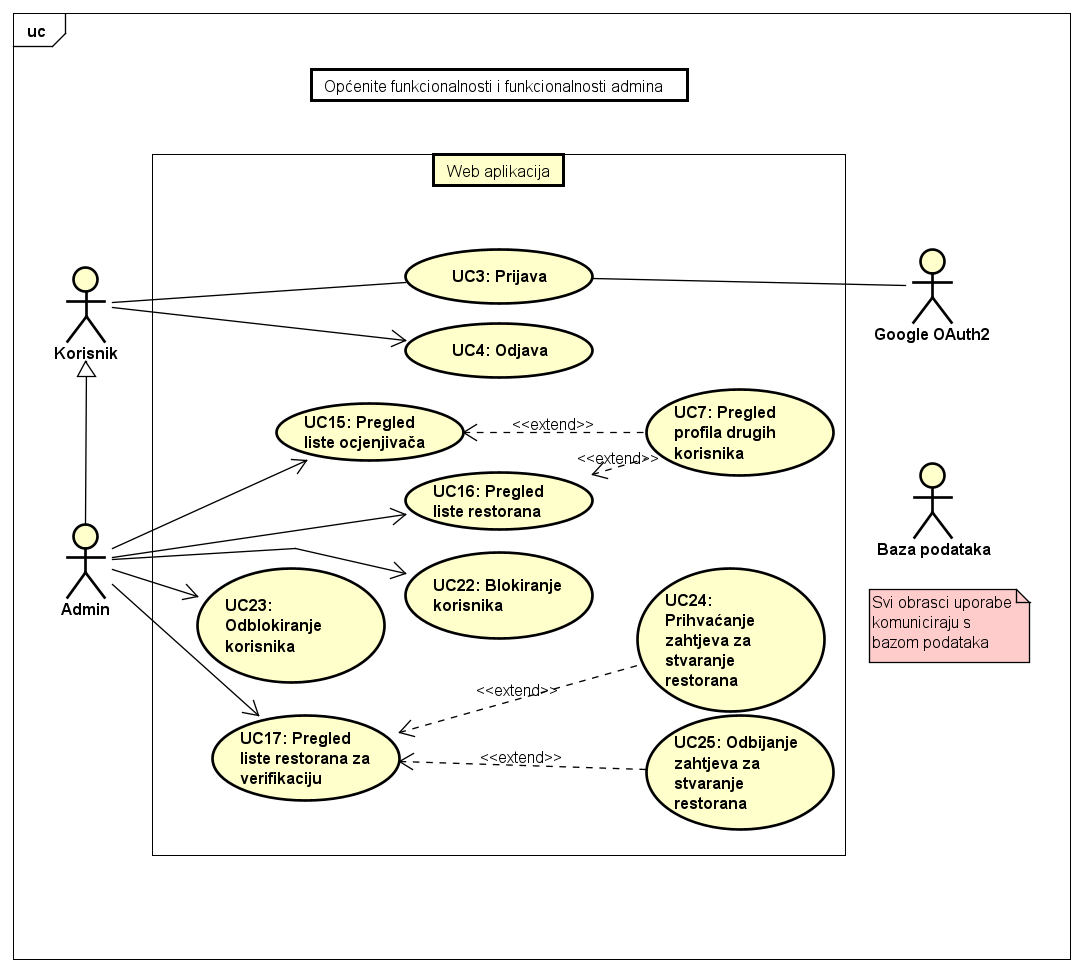 uc
Općenite funkcionalnosti i funkcionalnosti admina
Web aplikacija
UC3: Prijava
Google OAuth2
Korisnik
UC4: Odjava
UC15: Pregled
liste ocjenjivača
<<extend>>
UC7: Pregled
profila drugih
korisnika
<<extend>>
UC16: Pregled
liste restorana
Baza podataka
Admin
UC22: Blokiranje
korisnika
UC23:
Odblokiranje
korisnika
UC24:
Prihvaćanje
zahtjeva za
stvaranje
restorana
Svi obrasci uporabe
komuniciraju s
bazom podataka
<<extend>>
UC17: Pregled
liste restorana za
verifikaciju
<<extend>>
UC25: Odbijanje
zahtjeva za
stvaranje
restorana